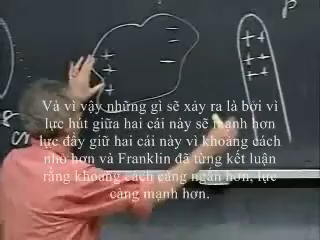 Và vì vậy những gì sẽ xảy ra là bởi vì
lực hút giữa hai cái này sẽ mạnh hơn
lực đẩy giữ hai cái này vì khoảng cách
nhỏ hơn và Franklin đã từng kết luận
rằng khoảng cách càng ngắn hơn, lực
càng mạnh hơn.